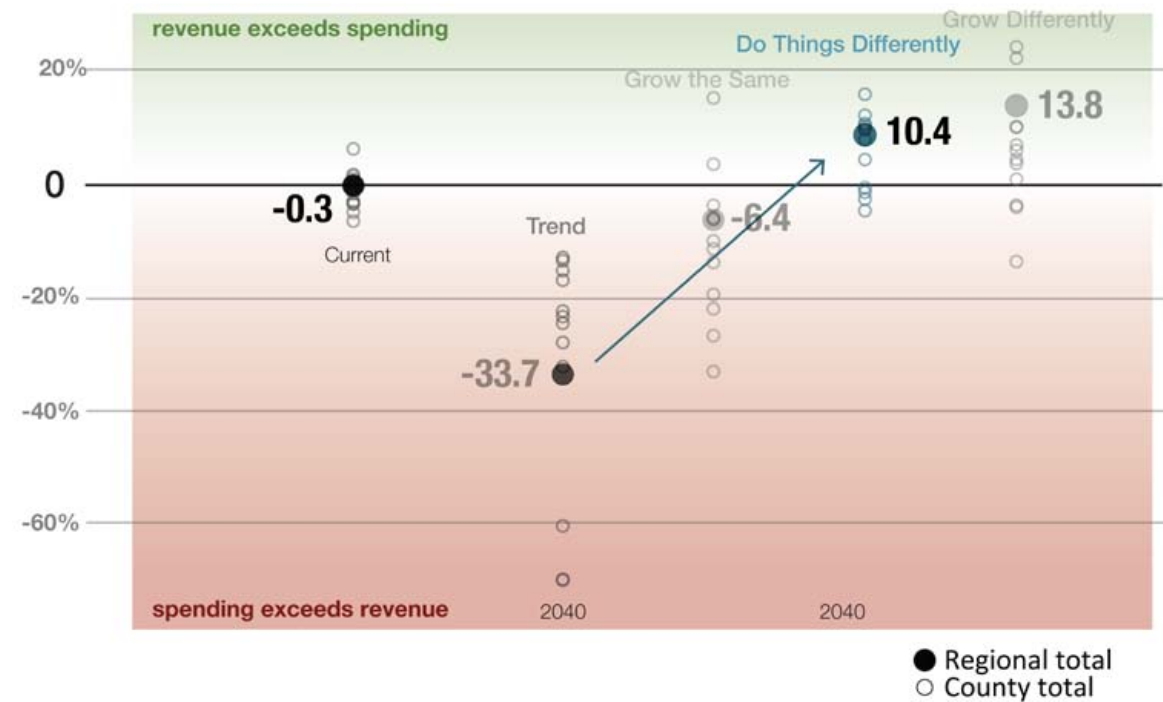 Grow Differently
revenue exceeds spending
Do Things Differently
20%
Grow the Same
13.8
10.4
0
-0.3
-6.4
Trend
Current
-20%
-33.7
-40%
-60%
spending exceeds revenue
2040
2040
Regional total
County total